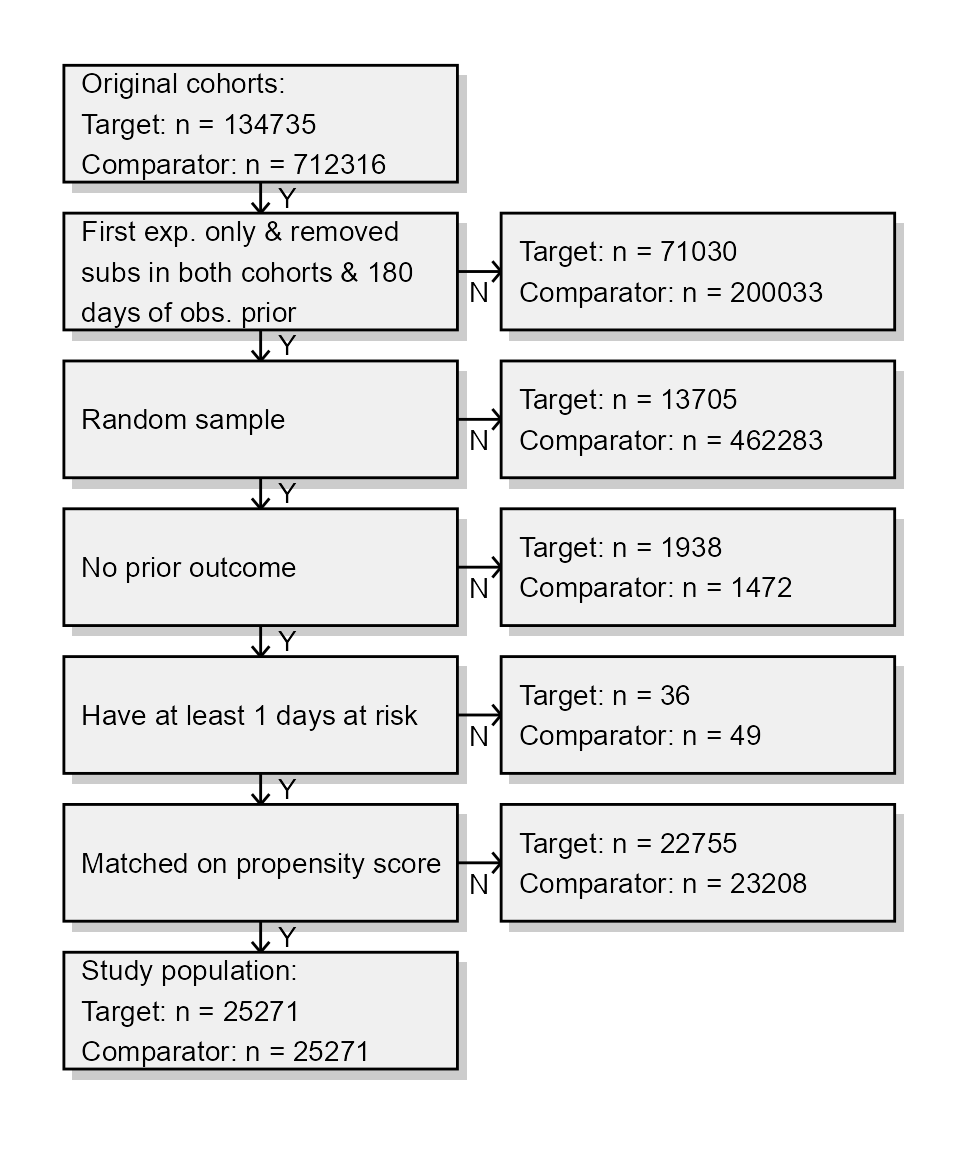 Original cohorts:
Target: n = 134735
Comparator: n = 712316
Y
First exp. only & removed
subs in both cohorts & 180
days of obs. prior
N
Target: n = 71030
Comparator: n = 200033
Y
Random sample
N
Target: n = 13705
Comparator: n = 462283
Y
No prior outcome
N
Target: n = 1938
Comparator: n = 1472
Y
Have at least 1 days at risk
N
Target: n = 36
Comparator: n = 49
Y
Matched on propensity score
N
Target: n = 22755
Comparator: n = 23208
Y
Study population:
Target: n = 25271
Comparator: n = 25271